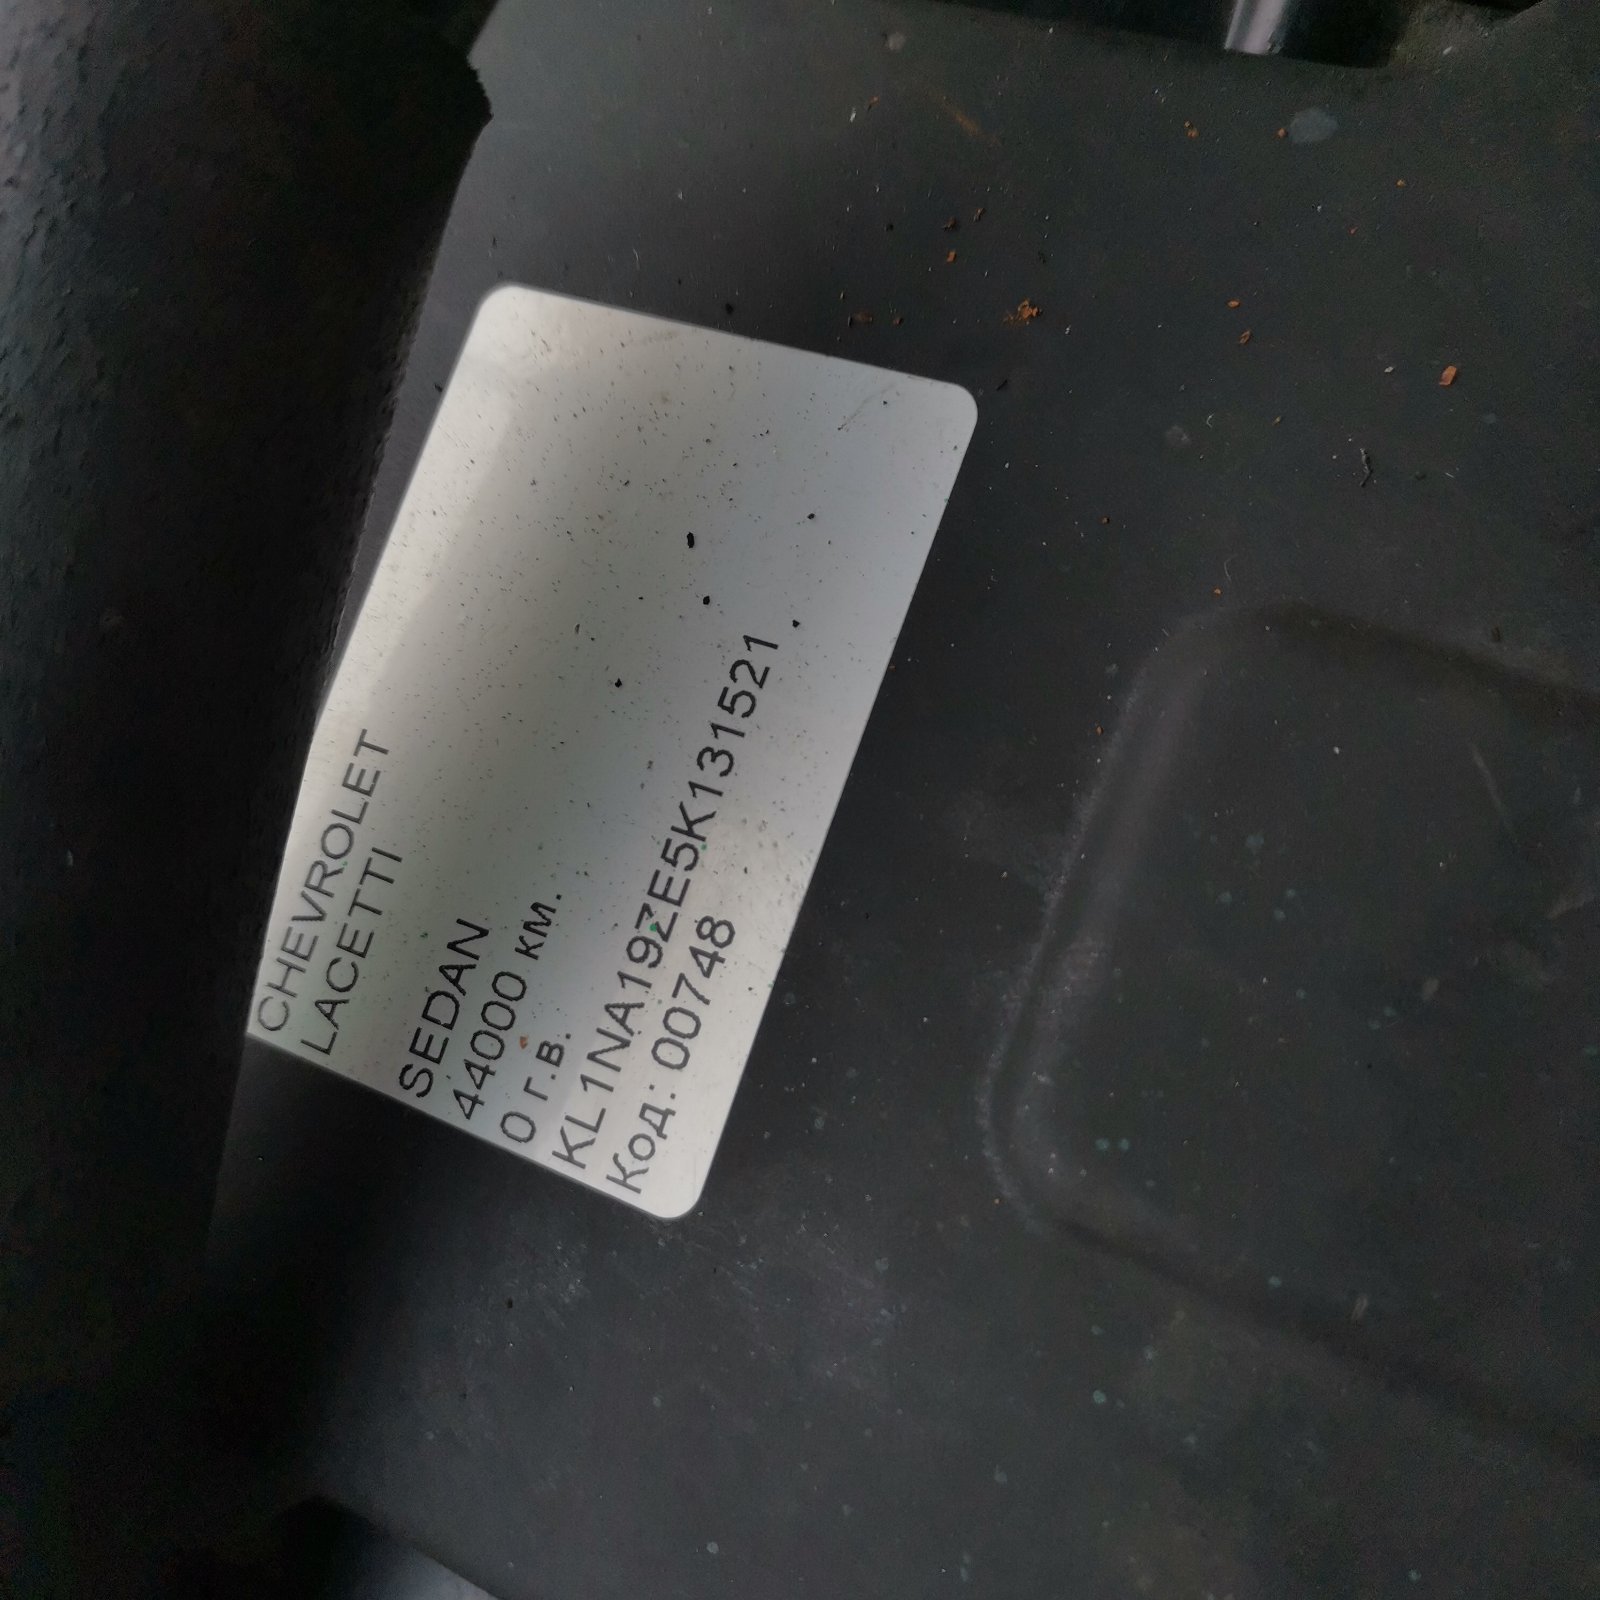 CHEVROLET
LACETTI
SEDAN
44000 км.
0 г.в.
KL1NA19ZE5K131521
Код: 00748